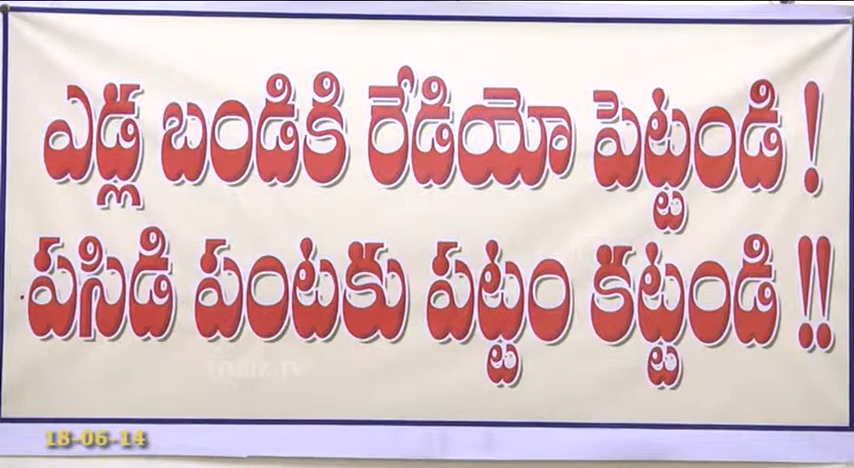 ఎడ్ల బండికి రేడియో పెట్టండి !
పసిడి పంటకు పట్టం కట్టండి !!
18-06-14